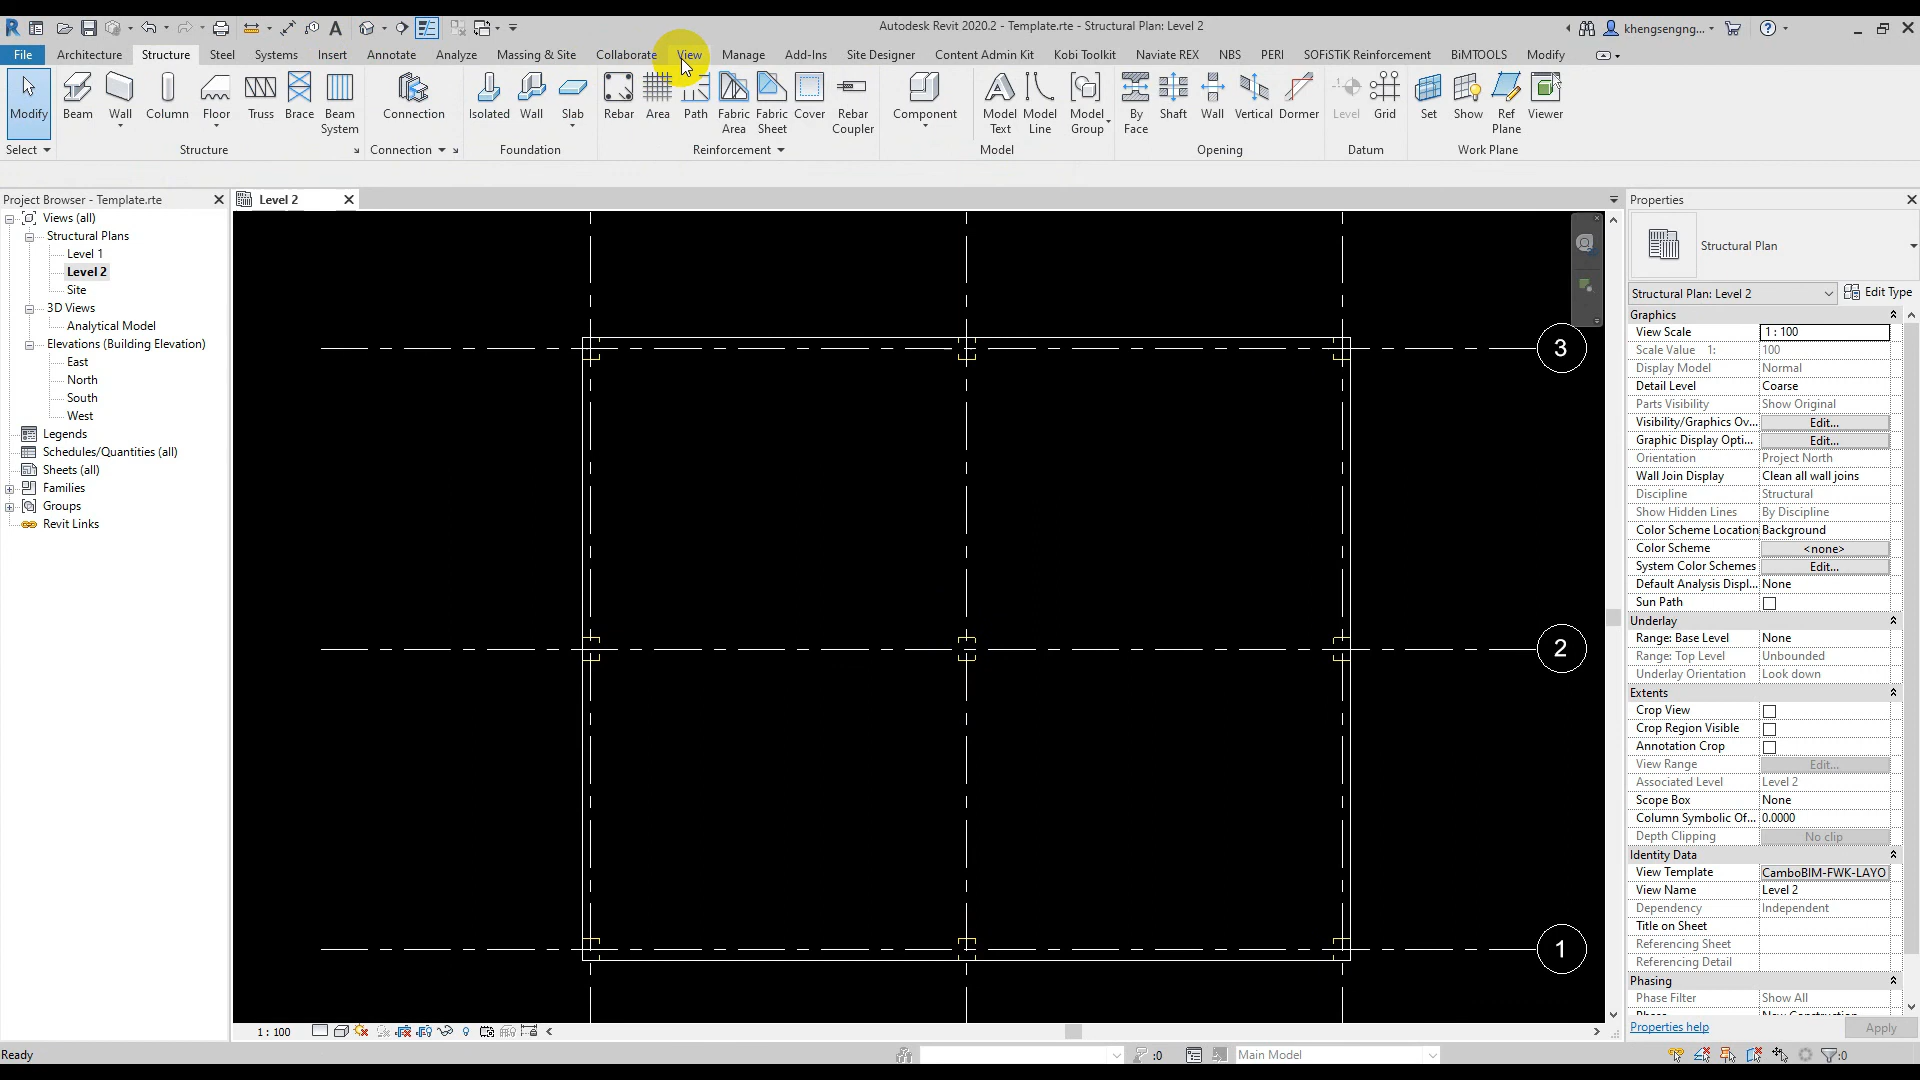 Autodesk Revit 2020.2 - Template.rte - Structural Plan: Level 2
khengsengng...
File Architecture Structure Steel Systems Insert Annotate Analyze Massing & Site Collaborate View Manage Add-Ins Site Designer Content Admin Kit Kobi Toolkit Naviate REX NBS PERI SOFiSTiK Reinforcement BiMTOOLS Modify
Modify Beam Wall Column Floor Truss Brace Beam System Connection Isolated Wall Slab Rebar Area Path Fabric Area Fabric Sheet Cover Rebar Coupler Component Model Text Model Line Model Group By Face Shaft Wall Vertical Dormer Level Grid Set Show Ref Plane Viewer
Select Structure Connection Foundation Reinforcement Model Opening Datum Work Plane
Project Browser - Template.rte
Views (all)
Structural Plans
Level 1
Level 2
Site
3D Views
Analytical Model
Elevations (Building Elevation)
East
North
South
West
Legends
Schedules/Quantities (all)
Sheets (all)
Families
Groups
Revit Links
Level 2
3
2
1
1 : 100
Properties
Structural Plan
Structural Plan: Level 2 Edit Type
Graphics
View Scale 1 : 100
Scale Value 1: 100
Display Model Normal
Detail Level Coarse
Parts Visibility Show Original
Visibility/Graphics Ov... Edit...
Graphic Display Opti... Edit...
Orientation Project North
Wall Join Display Clean all wall joins
Discipline Structural
Show Hidden Lines By Discipline
Color Scheme Location Background
Color Scheme <none>
System Color Schemes Edit...
Default Analysis Displ... None
Sun Path
Underlay
Range: Base Level None
Range: Top Level Unbounded
Underlay Orientation Look down
Extents
Crop View
Crop Region Visible
Annotation Crop
View Range Edit...
Associated Level Level 2
Scope Box None
Column Symbolic Of... 0.0000
Depth Clipping No clip
Identity Data
View Template CamboBIM-FWK-LAYO
View Name Level 2
Dependency Independent
Title on Sheet
Referencing Sheet
Referencing Detail
Phasing
Phase Filter Show All
Properties help Apply
Ready :0 Main Model :0